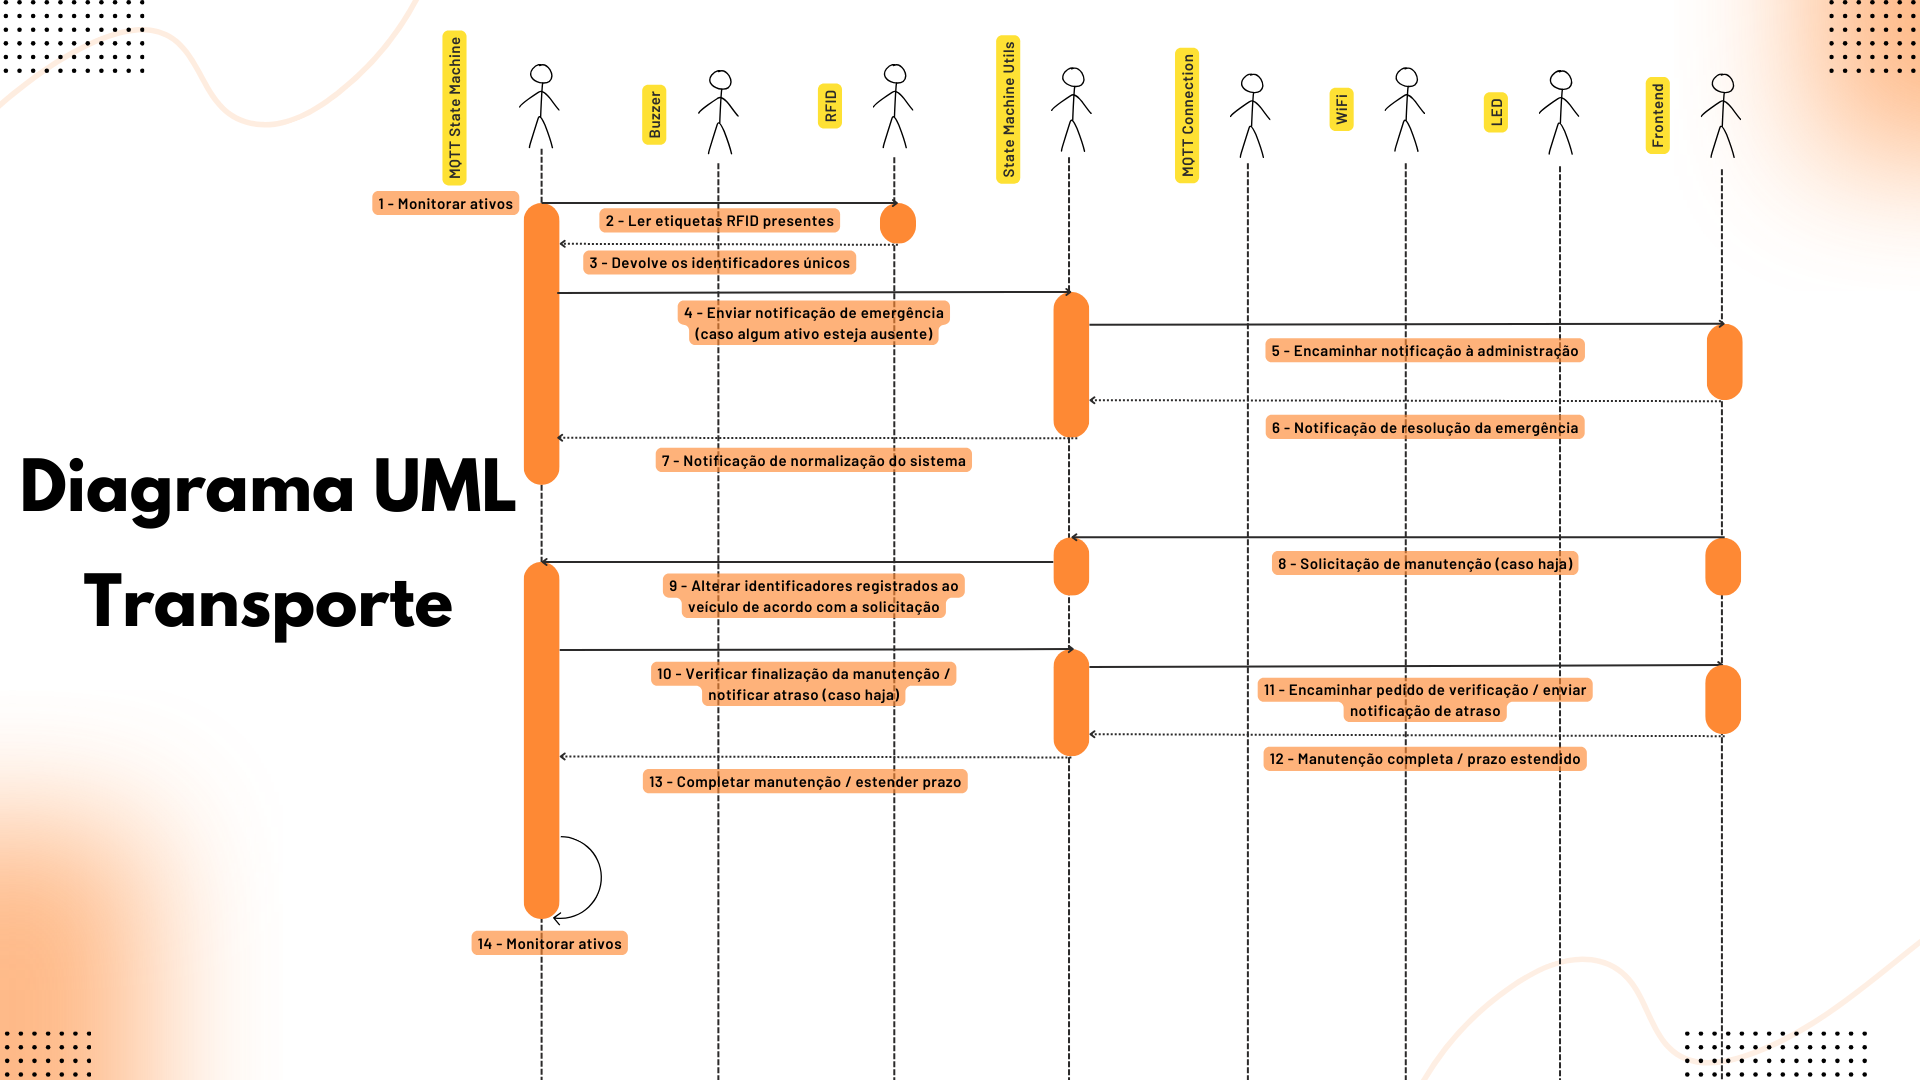 MQTT State Machine
Buzzer
RFID
State Machine Utils
MQTT Connection
WiFi
LED
Frontend
1 - Monitorar ativos
2 - Ler etiquetas RFID presentes
3 - Devolve os identificadores únicos
4 - Enviar notificação de emergência
(caso algum ativo esteja ausente)
5 - Encaminhar notificação à administração
6 - Notificação de resolução da emergência
7 - Notificação de normalização do sistema
Diagrama UML
Transporte
8 - Solicitação de manutenção (caso haja)
9 - Alterar identificadores registrados ao
veículo de acordo com a solicitação
10 - Verificar finalização da manutenção /
notificar atraso (caso haja)
11 - Encaminhar pedido de verificação / enviar
notificação de atraso
12 - Manutenção completa / prazo estendido
13 - Completar manutenção / estender prazo
14 - Monitorar ativos